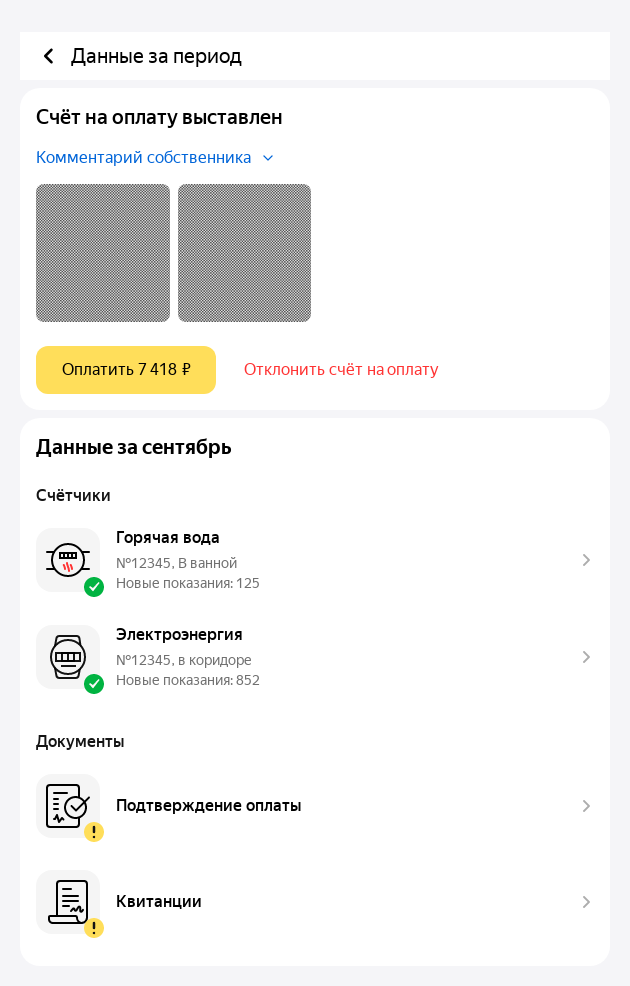 Данные за период
Счёт на оплату выставлен
Комментарий собственника
Оплатить 7 418 ₽
Отклонить счёт на оплату
Данные за сентябрь
Счётчики
Горячая вода
№12345, В ванной
Новые показания: 125
Электроэнергия
№12345, в коридоре
Новые показания: 852
Документы
Подтверждение оплаты
Квитанции